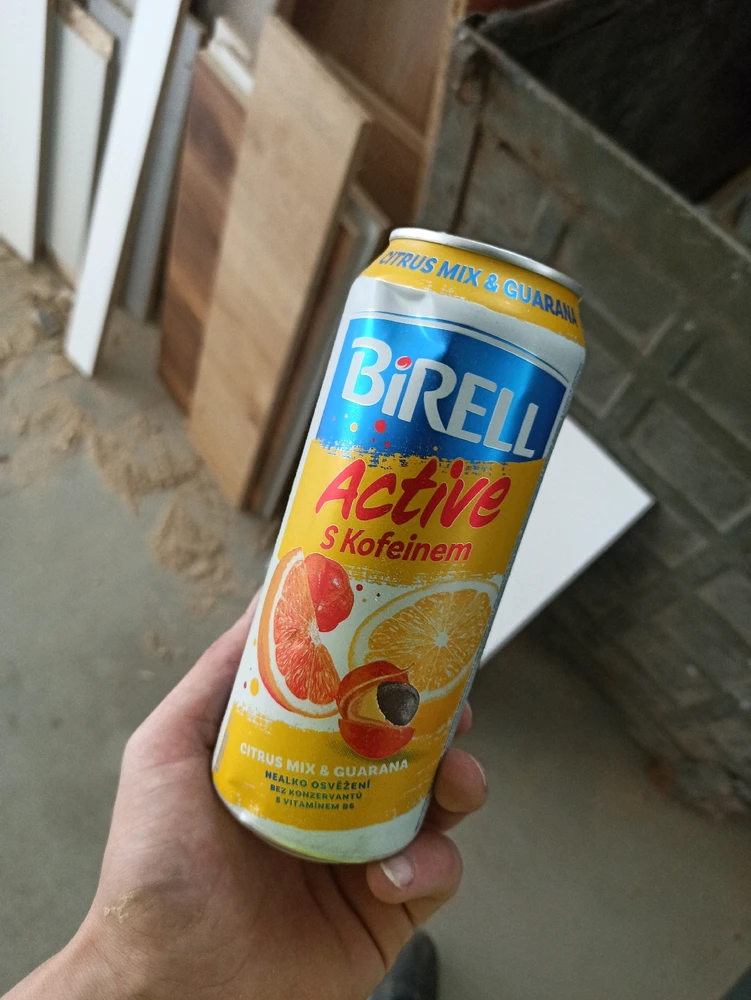 CITRUS MIX & GUARANA
BiRELL
Active
S Kofeinem
CITRUS MIX & GUARANA
NEALKO OSVĚŽENÍ
BEZ KONZERVANTŮ
S VITAMÍNEM B6